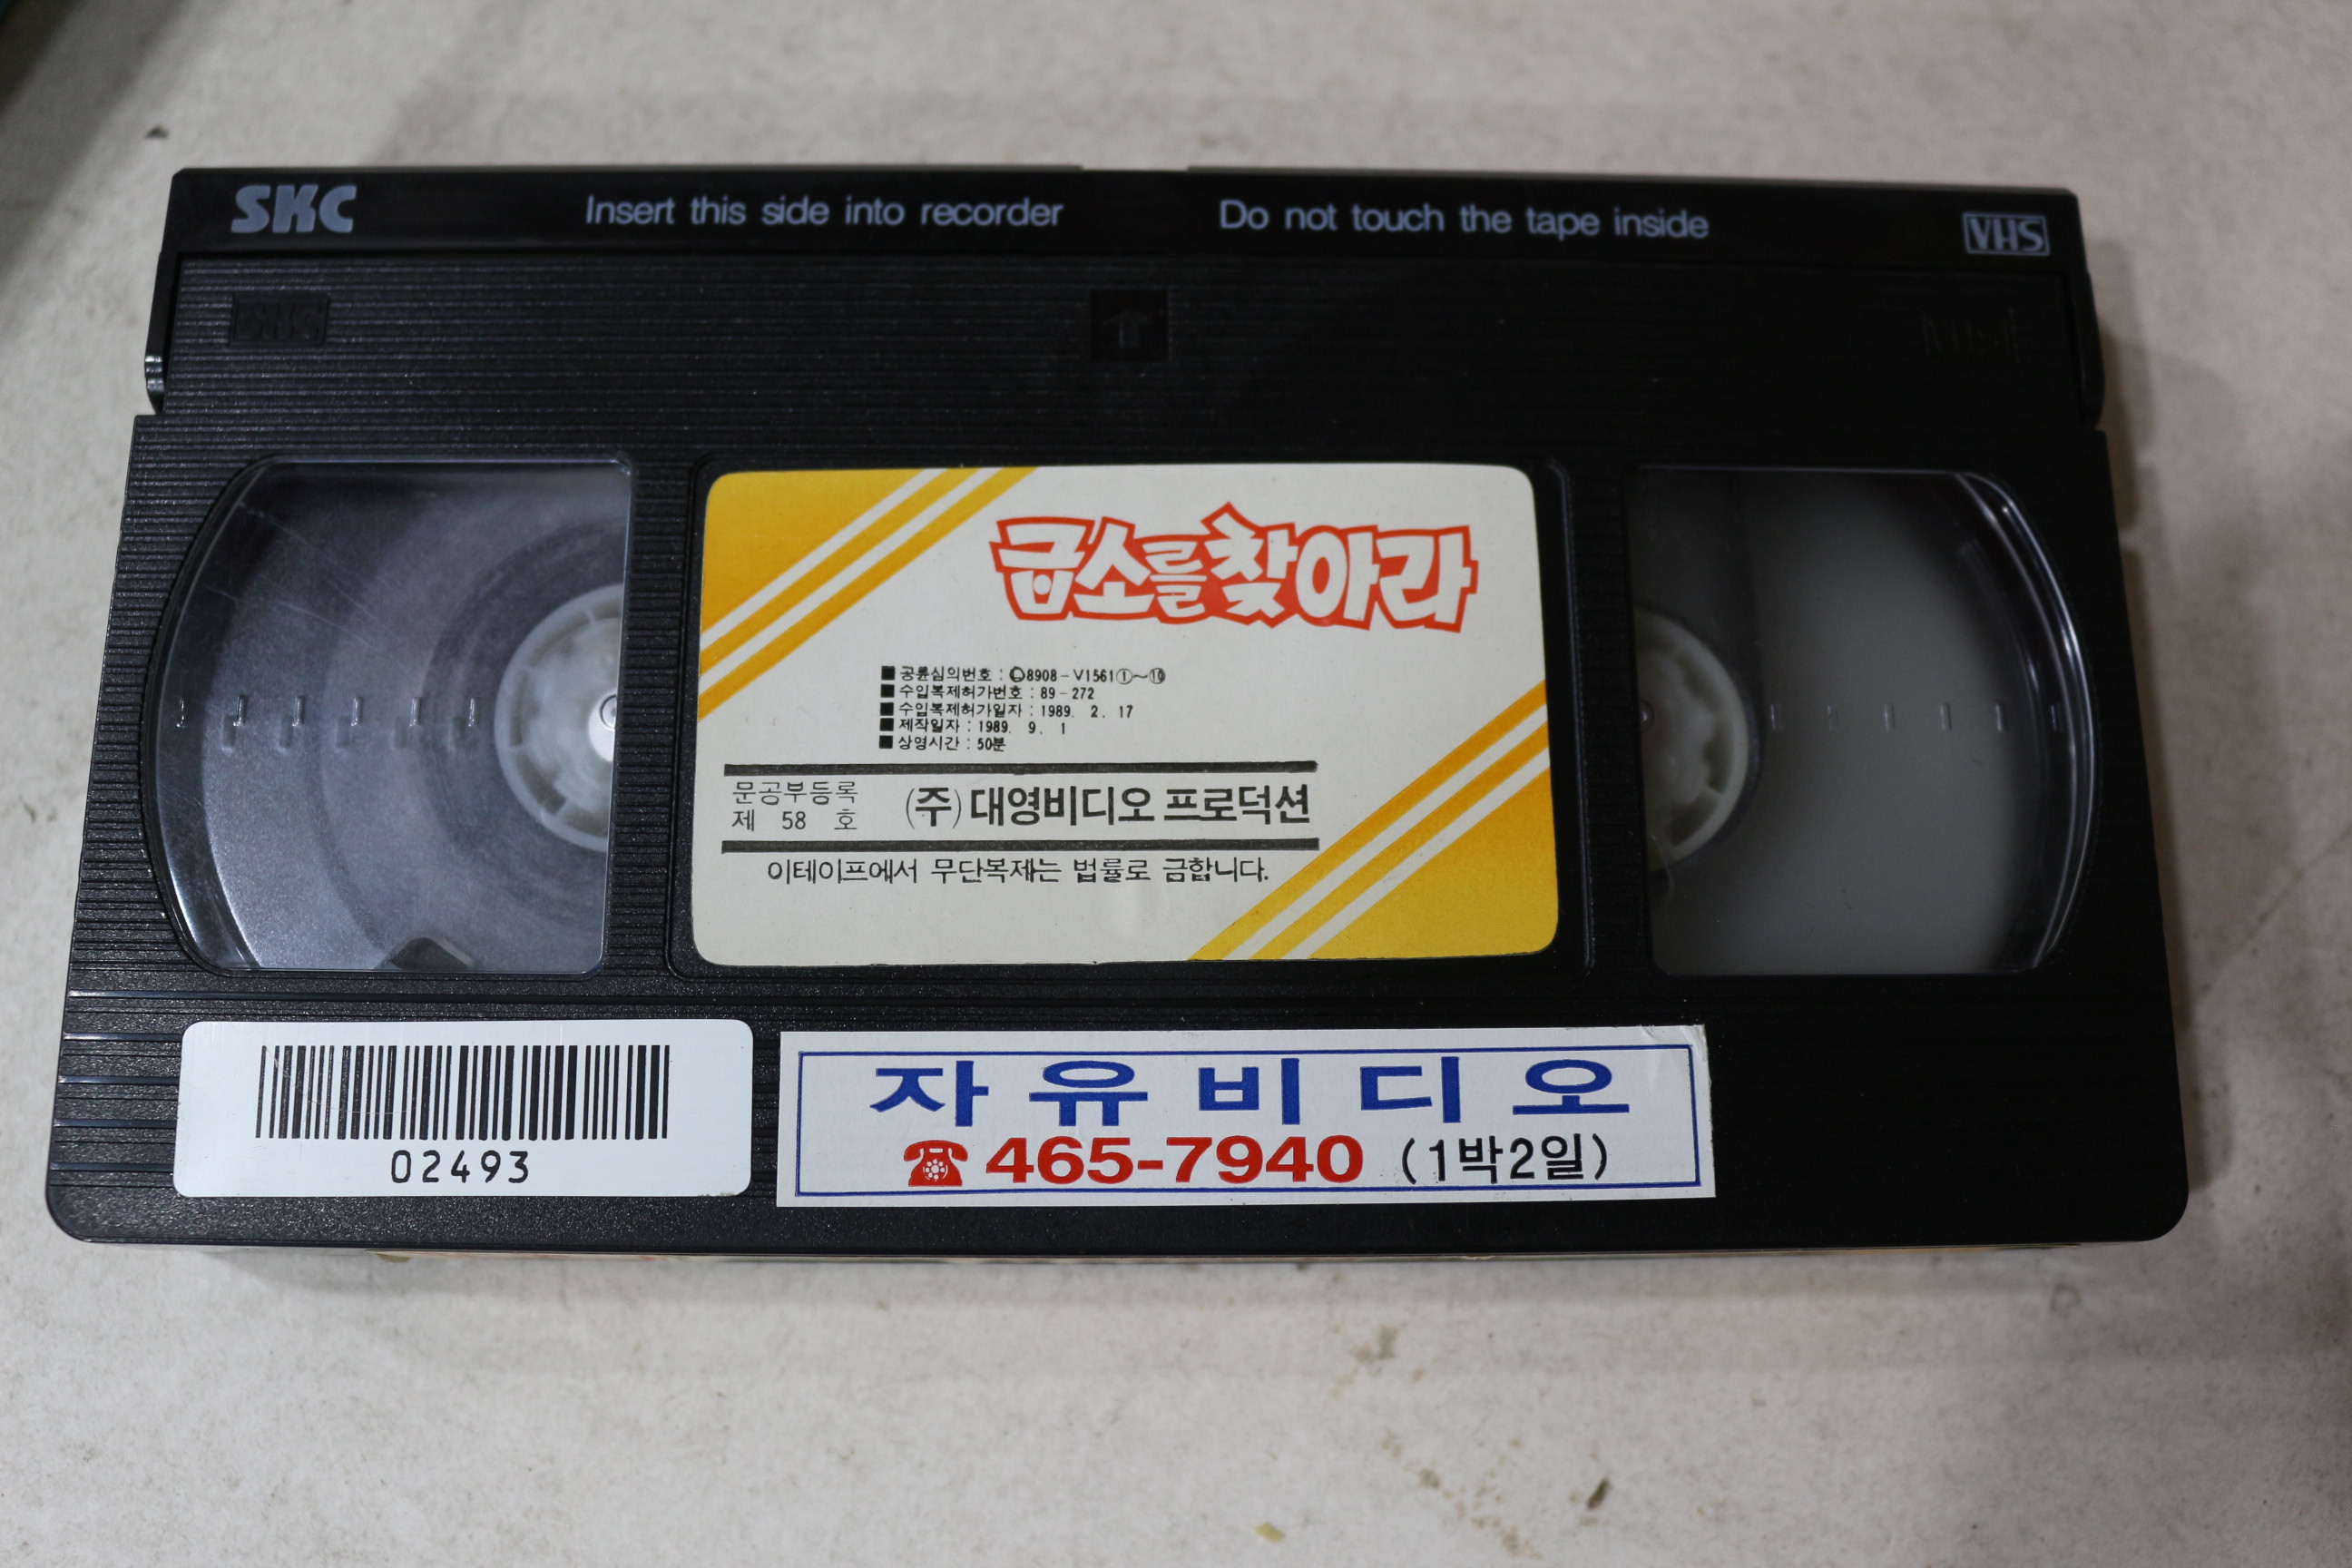 SKC Insert this side into recorder Do not touch the tape inside VHS
SKC
급소를찾아라
■ 공륜심의번호 : Ⓒ8908-V1561①~⑩
■ 수입복제허가번호 : 89-272
■ 수입복제허가일자 : 1989. 2. 17
■ 제작일자 : 1989. 9. 1
■ 상영시간 : 50분
문공부등록
제 58 호
(주)대영비디오 프로덕션
이테이프에서 무단복제는 법률로 금합니다.
02493
자유비디오
☎ 465-7940 (1박2일)